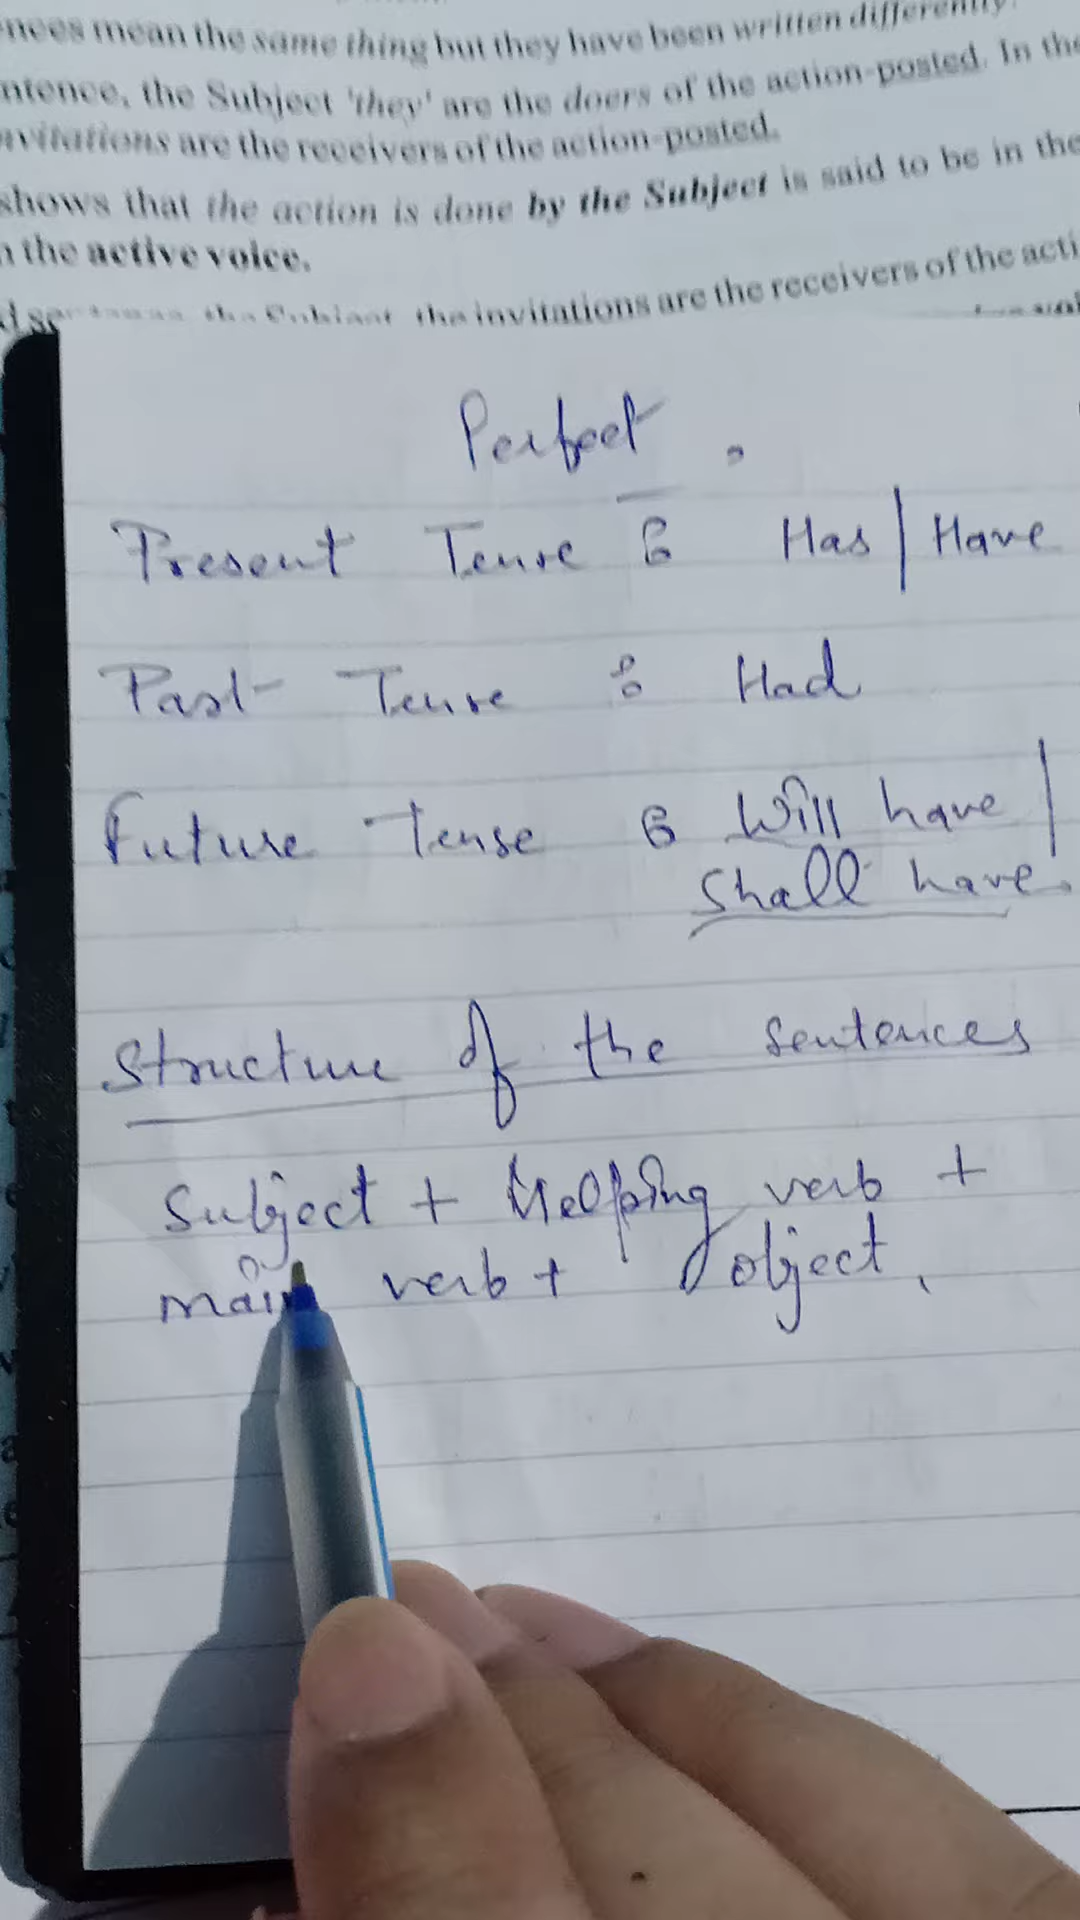 nces mean the same thing but they have been written differently.
ntence, the Subject 'they' are the doers of the action-posted. In the
nvitations are the receivers of the action-posted.
shows that the action is done by the Subject is said to be in the
n the active voice.
the Subject, the invitations are the receivers of the acti
Perfect.
Present Tense : Has | Have
Past Tense : Had
Future Tense : Will have |
Shall have.
Structure of the sentences
Subject + Helping verb +
main verb + object.